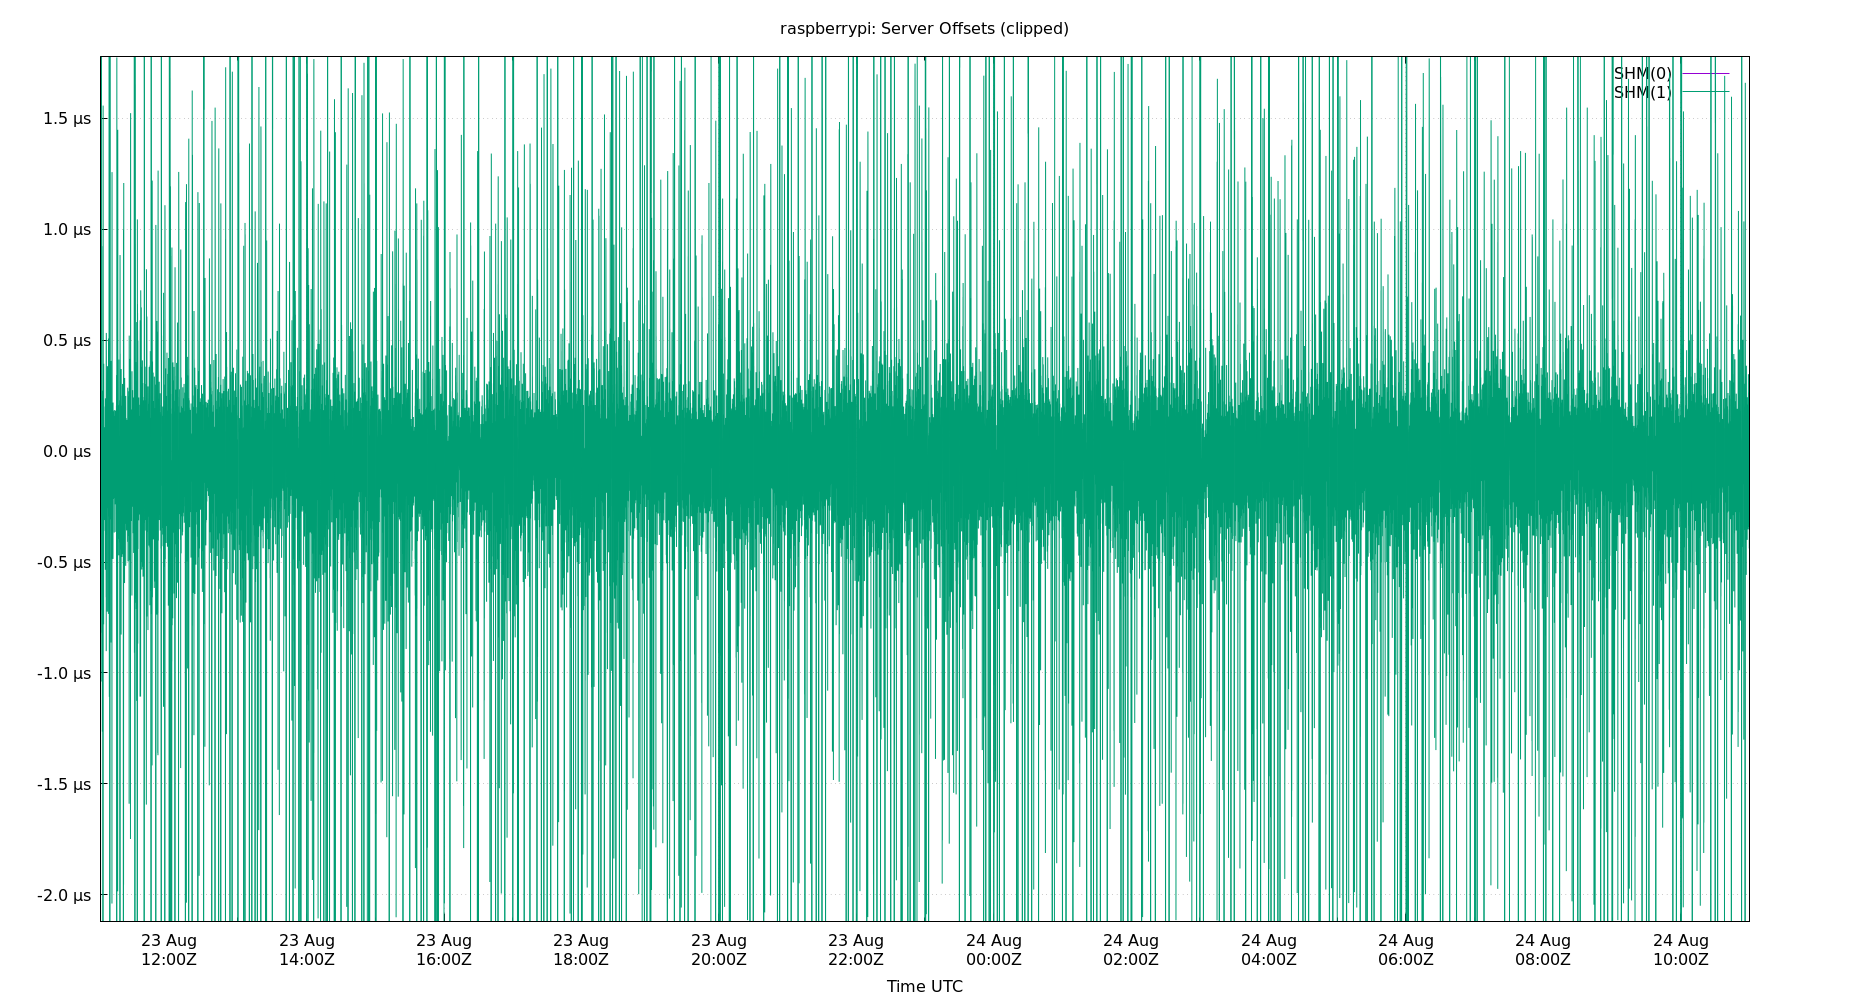 raspberrypi: Server Offsets (clipped)
SHM(0)
SHM(1)
1.5 µs
1.0 µs
0.5 µs
0.0 µs
-0.5 µs
-1.0 µs
-1.5 µs
-2.0 µs
23 Aug 23 Aug 23 Aug 23 Aug 23 Aug 23 Aug 24 Aug 24 Aug 24 Aug 24 Aug 24 Aug 24 Aug
12:00Z 14:00Z 16:00Z 18:00Z 20:00Z 22:00Z 00:00Z 02:00Z 04:00Z 06:00Z 08:00Z 10:00Z
Time UTC